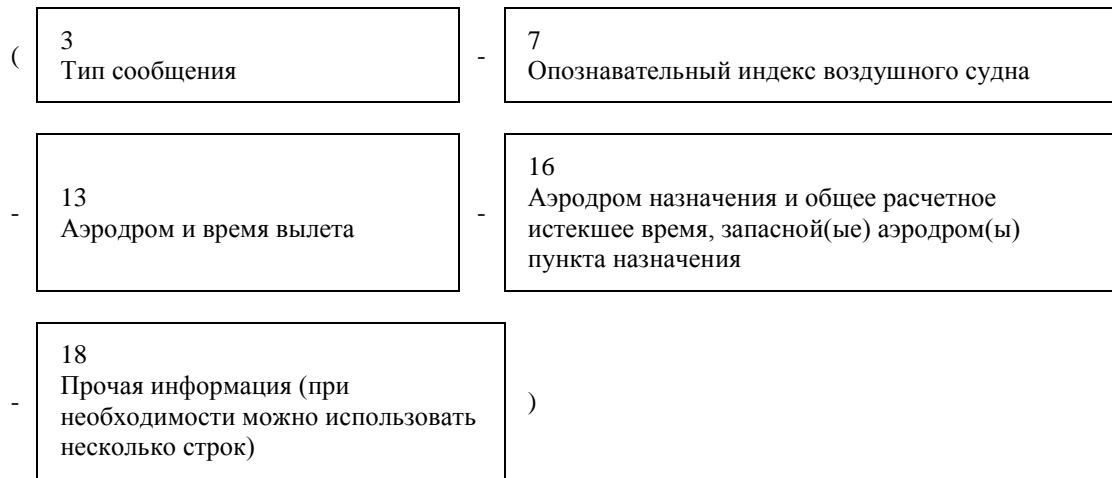 (
3
Тип сообщения
-
7
Опознавательный индекс воздушного судна
-
13
Аэродром и время вылета
-
16
Аэродром назначения и общее расчетное
истекшее время, запасной(ые) аэродром(ы)
пункта назначения
-
18
Прочая информация (при
необходимости можно использовать
несколько строк)
)